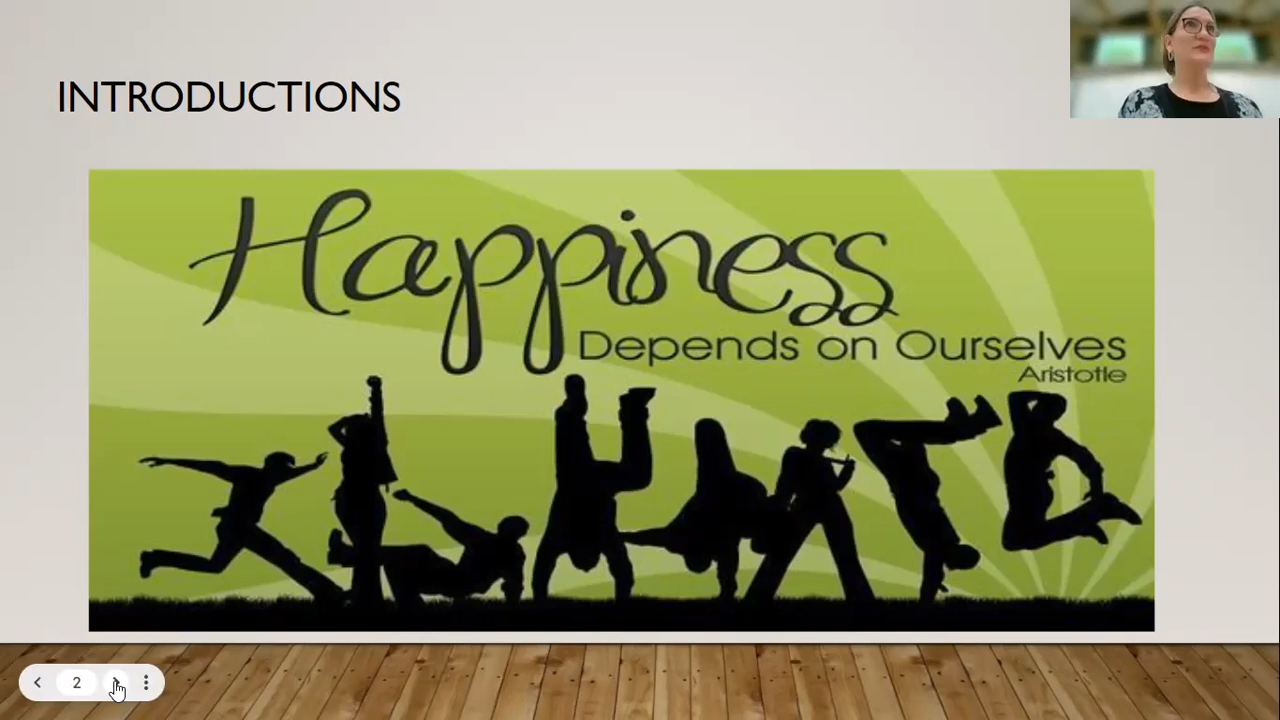 INTRODUCTIONS
Happiness
Depends on Ourselves
Aristotle
2